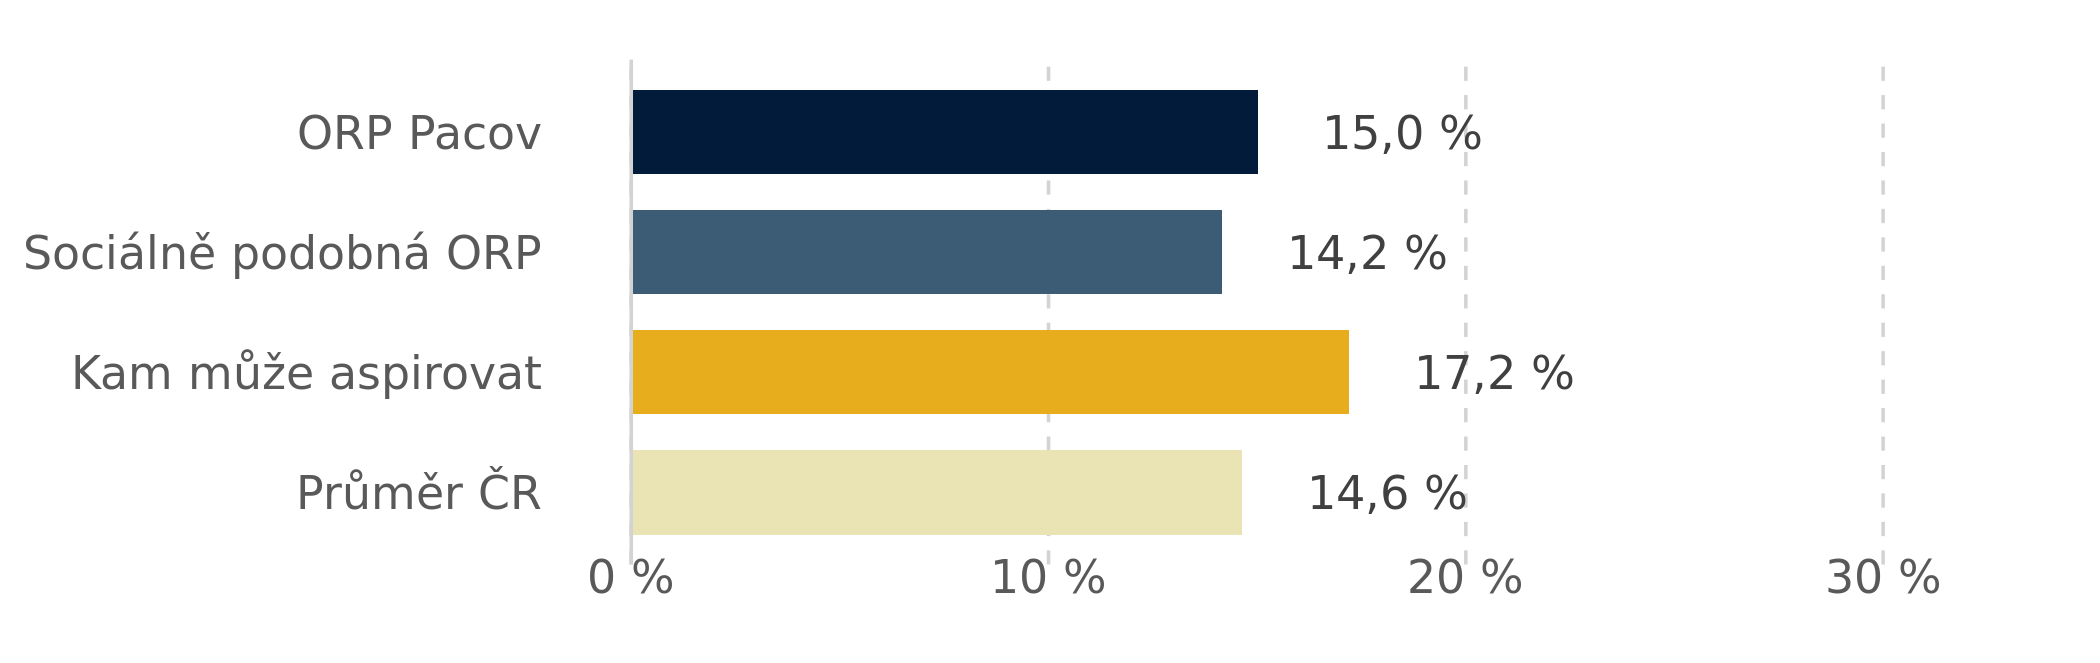 ORP Pacov 15,0 %
Sociálně podobná ORP 14,2 %
Kam může aspirovat 17,2 %
Průměr ČR 14,6 %
0 % 10 % 20 % 30 %